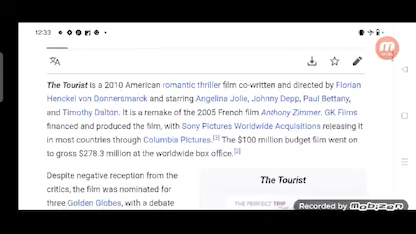 12:33
The Tourist is a 2010 American romantic thriller film co-written and directed by Florian
Henckel von Donnersmarck and starring Angelina Jolie, Johnny Depp, Paul Bettany,
and Timothy Dalton. It is a remake of the 2005 French film Anthony Zimmer. GK Films
financed and produced the film, with Sony Pictures Worldwide Acquisitions releasing it
in most countries through Columbia Pictures.[3] The $100 million budget film went on
to gross $278.3 million at the worldwide box office.[2]
Despite negative reception from the
critics, the film was nominated for
three Golden Globes, with a debate
The Tourist
THE PERFECT TRIP
Recorded by Mobizen